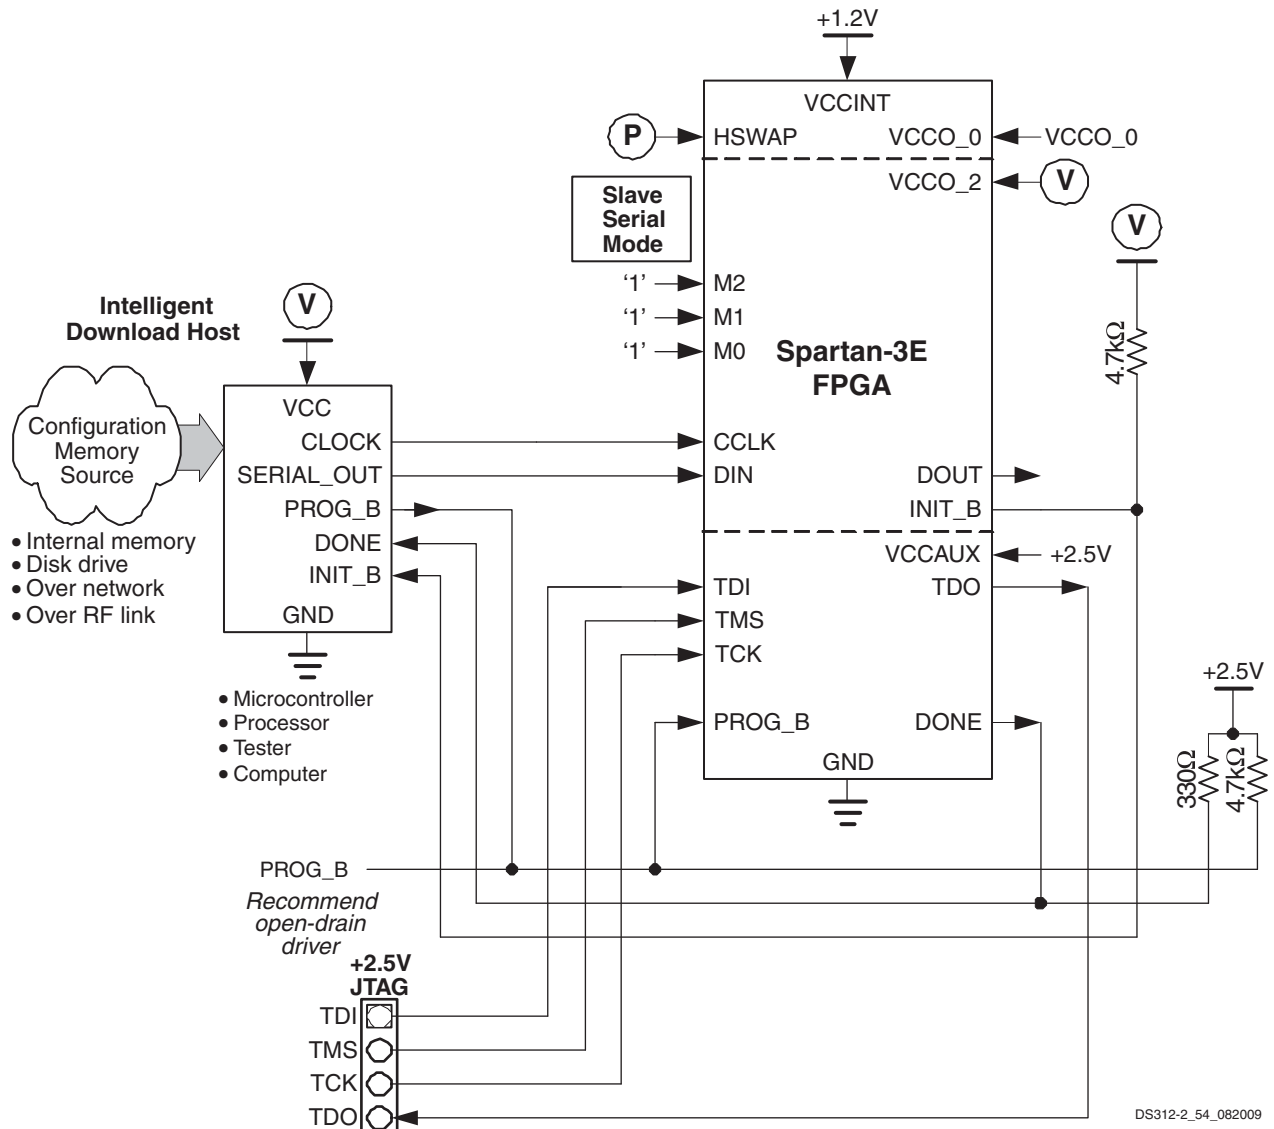 +1.2V
VCCINT
P
HSWAP
VCCO_0
VCCO_0
VCCO_2
V
Slave
Serial
Mode
V
‘1’
M2
‘1’
M1
‘1’
M0
Spartan-3E
FPGA
4.7kΩ
Intelligent
Download Host
V
Configuration
Memory
Source
VCC
CLOCK
SERIAL_OUT
PROG_B
DONE
INIT_B
GND
CCLK
DIN
DOUT
INIT_B
• Internal memory
• Disk drive
• Over network
• Over RF link
VCCAUX
+2.5V
TDI
TDO
TMS
TCK
• Microcontroller
• Processor
• Tester
• Computer
PROG_B
DONE
GND
+2.5V
330Ω
4.7kΩ
PROG_B
Recommend
open-drain
driver
+2.5V
JTAG
TDI
TMS
TCK
TDO
DS312-2_54_082009